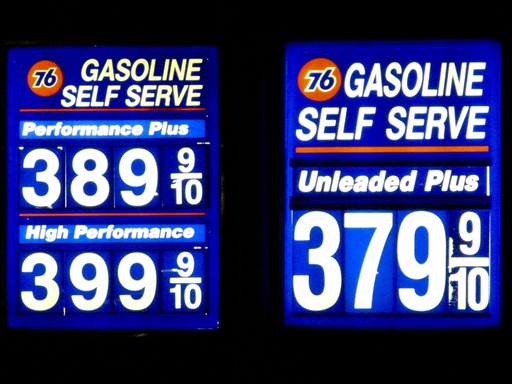 76 GASOLINE
SELF SERVE
Performance Plus
389 9/10
High Performance
399 9/10
76 GASOLINE
SELF SERVE
Unleaded Plus
379 9/10